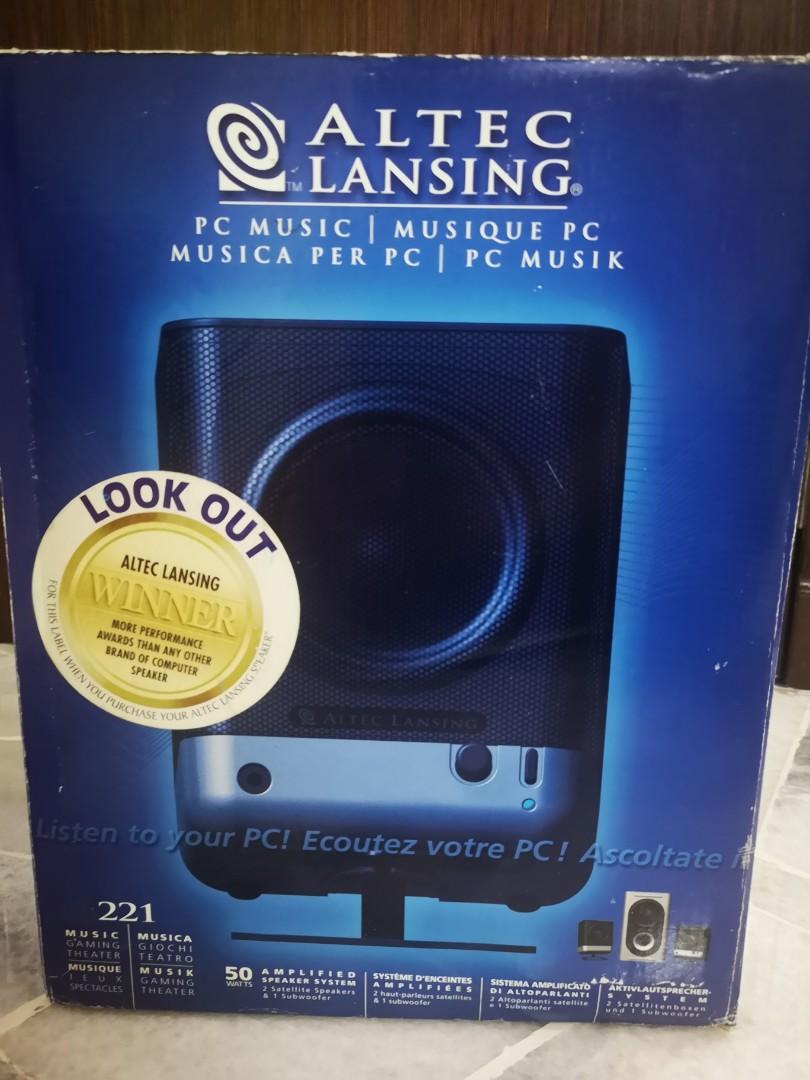 ALTEC
LANSING®
TM
PC MUSIC | MUSIQUE PC
MUSICA PER PC | PC MUSIK
LOOK OUT
ALTEC LANSING
WINNER
MORE PERFORMANCE
AWARDS THAN ANY OTHER
BRAND OF COMPUTER
SPEAKER
FOR THIS LABEL WHEN YOU PURCHASE YOUR ALTEC LANSING SPEAKER
ALTEC LANSING
Listen to your PC! Ecoutez votre PC! Ascoltate
221
MUSIC
GAMING
THEATER
MUSICA
GIOCHI
TEATRO
MUSIQUE
JEUX
SPECTACLES
MUSIK
GAMING
THEATER
50
WATTS
AMPLIFIED
SPEAKER SYSTEM
2 Satellite Speakers
& 1 Subwoofer
SYSTÈME D'ENCEINTES
AMPLIFIÉES
2 haut-parleurs satellites
& 1 subwoofer
SISTEMA AMPLIFICATO
DI ALTOPARLANTI
2 Altoparlanti satellite
e 1 Subwoofer
AKTIVLAUTSPRECHER-
SYSTEM
2 Satellitenboxen
und 1 Subwoofer